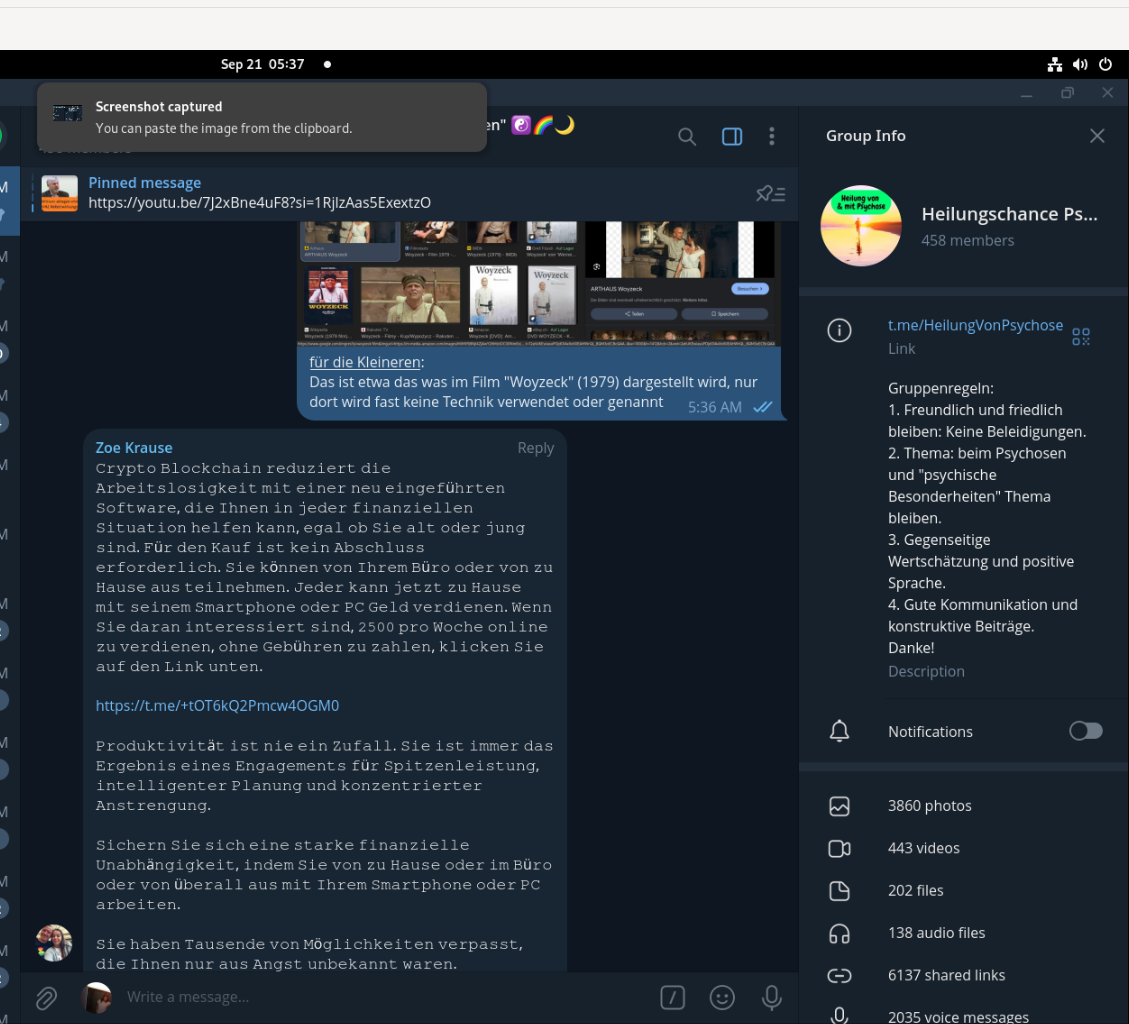 Sep 21 05:37
Screenshot captured
You can paste the image from the clipboard.
en" ☯️🌈🌙
members
Pinned message
https://youtu.be/7J2xBne4uF8?si=1RjIzAas5ExextzO
ARTHAUS Woyzeck
Woyzeck
Woyzeck
WOYZECK
ARTHAUS Woyzeck
Besuchen
Teilen
Speichern
für die Kleineren:
Das ist etwa das was im Film "Woyzeck" (1979) dargestellt wird, nur
dort wird fast keine Technik verwendet oder genannt
5:36 AM
Zoe Krause
Reply
Crypto Blockchain reduziert die
Arbeitslosigkeit mit einer neu eingeführten
Software, die Ihnen in jeder finanziellen
Situation helfen kann, egal ob Sie alt oder jung
sind. Für den Kauf ist kein Abschluss
erforderlich. Sie können von Ihrem Büro oder von zu
Hause aus teilnehmen. Jeder kann jetzt zu Hause
mit seinem Smartphone oder PC Geld verdienen. Wenn
Sie daran interessiert sind, 2500 pro Woche online
zu verdienen, ohne Gebühren zu zahlen, klicken Sie
auf den Link unten.
https://t.me/+tOT6kQ2Pmcw4OGM0
Produktivität ist nie ein Zufall. Sie ist immer das
Ergebnis eines Engagements für Spitzenleistung,
intelligenter Planung und konzentrierter
Anstrengung.
Sichern Sie sich eine starke finanzielle
Unabhängigkeit, indem Sie von zu Hause oder im Büro
oder von überall aus mit Ihrem Smartphone oder PC
arbeiten.
Sie haben Tausende von Möglichkeiten verpasst,
die Ihnen nur aus Angst unbekannt waren.
Write a message...
Group Info
Heilung von
& mit Psychose
Heilungschance Ps...
458 members
t.me/HeilungVonPsychose
Link
Gruppenregeln:
1. Freundlich und friedlich
bleiben: Keine Beleidigungen.
2. Thema: beim Psychosen
und "psychische
Besonderheiten" Thema
bleiben.
3. Gegenseitige
Wertschätzung und positive
Sprache.
4. Gute Kommunikation und
konstruktive Beiträge.
Danke!
Description
Notifications
3860 photos
443 videos
202 files
138 audio files
6137 shared links
2035 voice messages